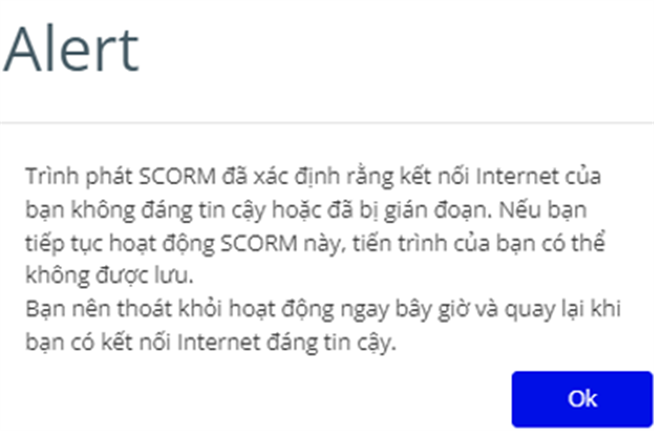 Alert
Trình phát SCORM đã xác định rằng kết nối Internet của
bạn không đáng tin cậy hoặc đã bị gián đoạn. Nếu bạn
tiếp tục hoạt động SCORM này, tiến trình của bạn có thể
không được lưu.
Bạn nên thoát khỏi hoạt động ngay bây giờ và quay lại khi
bạn có kết nối Internet đáng tin cậy.
Ok